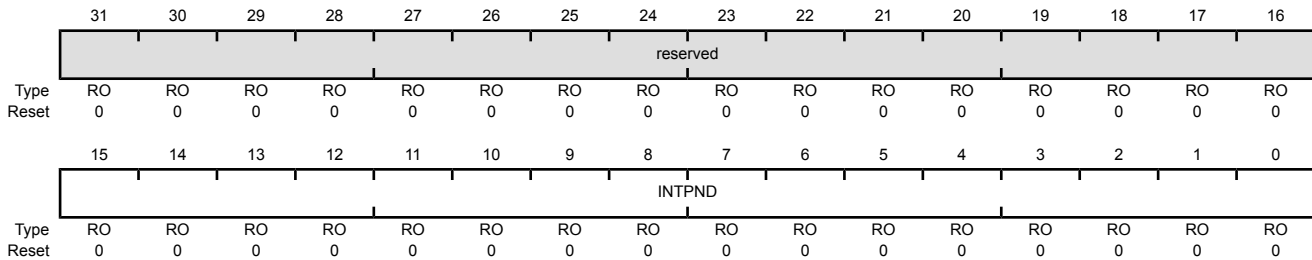 31 30 29 28 27 26 25 24 23 22 21 20 19 18 17 16
reserved
Type RO RO RO RO RO RO RO RO RO RO RO RO RO RO RO RO
Reset 0 0 0 0 0 0 0 0 0 0 0 0 0 0 0 0
15 14 13 12 11 10 9 8 7 6 5 4 3 2 1 0
INTPND
Type RO RO RO RO RO RO RO RO RO RO RO RO RO RO RO RO
Reset 0 0 0 0 0 0 0 0 0 0 0 0 0 0 0 0